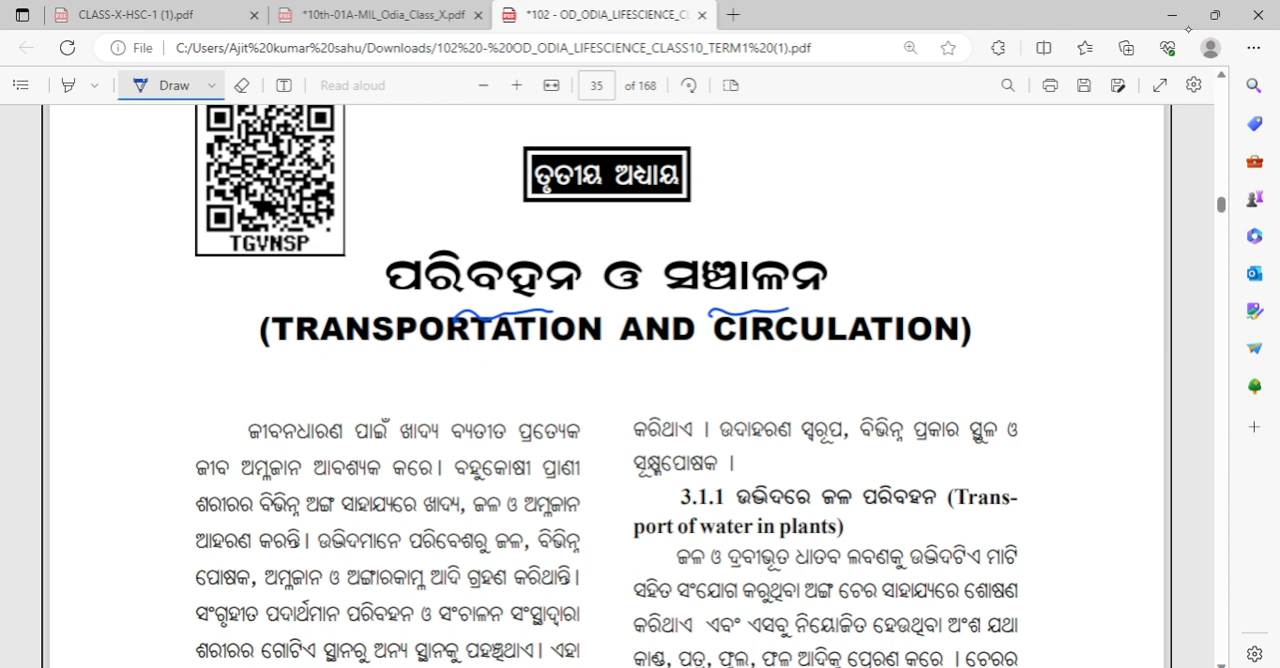 CLASS-X-HSC-1 (1).pdf
*10th-01A-MIL_Odia_Class_X.pdf
*102 - OD_ODIA_LIFESCIENCE_CL
File
C:/Users/Ajit%20kumar%20sahu/Downloads/102%20-%20OD_ODIA_LIFESCIENCE_CLASS10_TERM1%20(1).pdf
Draw
Read aloud
35
of 168
TGVNSP
ତୃତୀୟ ଅଧ୍ୟାୟ
ପରିବହନ ଓ ସଞ୍ଚାଳନ
(TRANSPORTATION AND CIRCULATION)
ଜୀବନଧାରଣ ପାଇଁ ଖାଦ୍ୟ ବ୍ୟତୀତ ପ୍ରତ୍ୟେକ
ଜୀବ ଅମ୍ଳଜାନ ଆବଶ୍ୟକ କରେ। ବହୁକୋଷୀ ପ୍ରାଣୀ
ଶରୀରର ବିଭିନ୍ନ ଅଙ୍ଗ ସାହାଯ୍ୟରେ ଖାଦ୍ୟ, ଜଳ ଓ ଅମ୍ଳଜାନ
ଆହରଣ କରନ୍ତି। ଉଦ୍ଭିଦମାନେ ପରିବେଶରୁ ଜଳ, ବିଭିନ୍ନ
ପୋଷକ, ଅମ୍ଳଜାନ ଓ ଅଙ୍ଗାରକାମ୍ଳ ଆଦି ଗ୍ରହଣ କରିଥାନ୍ତି।
ସଂଗୃହୀତ ପଦାର୍ଥମାନ ପରିବହନ ଓ ସଂଚାଳନ ସଂସ୍ଥାଦ୍ୱାରା
ଶରୀରର ଗୋଟିଏ ସ୍ଥାନରୁ ଅନ୍ୟ ସ୍ଥାନକୁ ପହଞ୍ଚିଥାଏ। ଏହା
କରିଥାଏ । ଉଦାହରଣ ସ୍ୱରୂପ, ବିଭିନ୍ନ ପ୍ରକାର ସ୍ଥୂଳ ଓ
ସୂକ୍ଷ୍ମପୋଷକ ।
3.1.1 ଉଦ୍ଭିଦରେ ଜଳ ପରିବହନ (Trans-
port of water in plants)
ଜଳ ଓ ଦ୍ରବୀଭୂତ ଧାତବ ଲବଣକୁ ଉଦ୍ଭିଦଟିଏ ମାଟି
ସହିତ ସଂଯୋଗ କରୁଥିବା ଅଙ୍ଗ ଚେର ସାହାଯ୍ୟରେ ଶୋଷଣ
କରିଥାଏ ଏବଂ ଏସବୁ ନିୟୋଜିତ ହେଉଥିବା ଅଂଶ ଯଥା
କାଣ୍ଡ, ପତ୍ର, ଫୁଲ, ଫଳ ଆଦିକୁ ପ୍ରେରଣ କରେ । ଚେରର